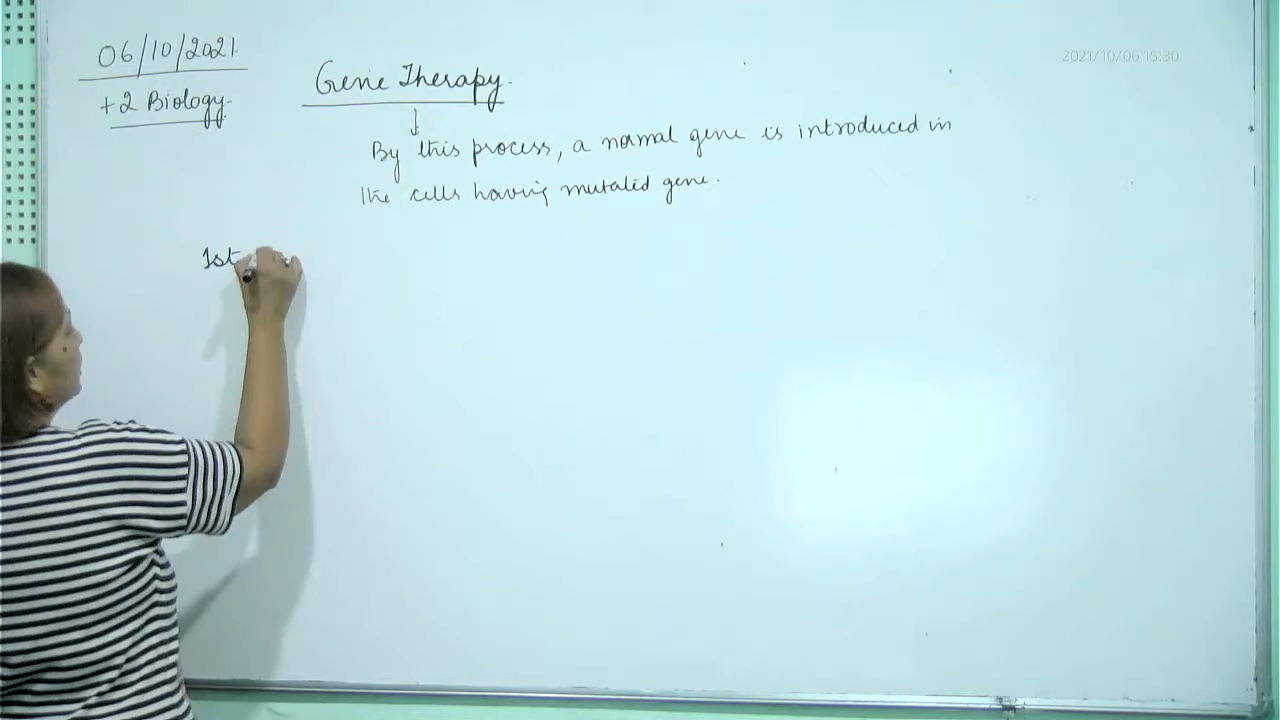 06/10/2021
+2 Biology
2021/10/06 15:30
Gene Therapy.
By this process, a normal gene is introduced in
the cells having mutated gene.
1st